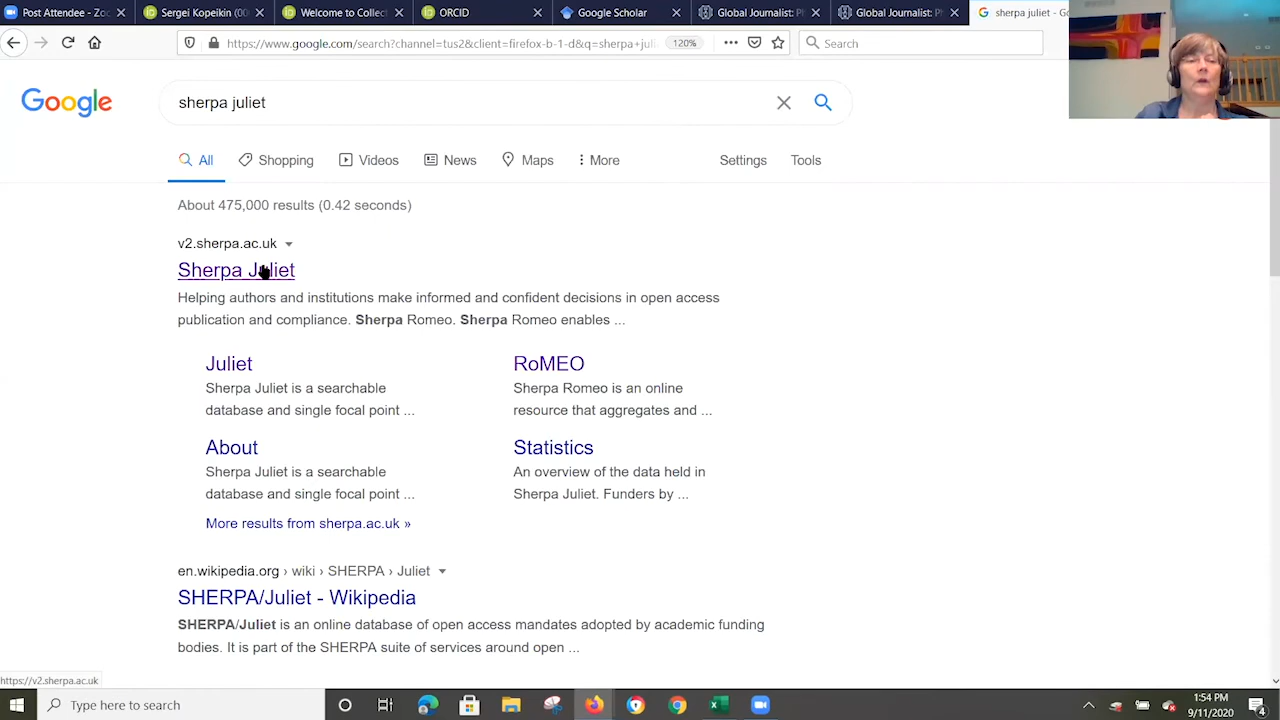 Post Attendee - Zo
Sergei Kopeikin (00
Welcome to Collect
ORCID
Google Scholar
Global Journalist: Ph
Global Journalist: Ph
sherpa juliet - Go
https://www.google.com/search?channel=tus2&client=firefox-b-1-d&q=sherpa+juli
120%
Search
Google
sherpa juliet
All
Shopping
Videos
News
Maps
More
Settings
Tools
About 475,000 results (0.42 seconds)
v2.sherpa.ac.uk
Sherpa Juliet
Helping authors and institutions make informed and confident decisions in open access
publication and compliance. Sherpa Romeo. Sherpa Romeo enables ...
Juliet
Sherpa Juliet is a searchable
database and single focal point ...
RoMEO
Sherpa Romeo is an online
resource that aggregates and ...
About
Sherpa Juliet is a searchable
database and single focal point ...
Statistics
An overview of the data held in
Sherpa Juliet. Funders by ...
More results from sherpa.ac.uk »
en.wikipedia.org › wiki › SHERPA › Juliet
SHERPA/Juliet - Wikipedia
SHERPA/Juliet is an online database of open access mandates adopted by academic funding
bodies. It is part of the SHERPA suite of services around open ...
https://v2.sherpa.ac.uk
Type here to search
1:54 PM
9/11/2020
4